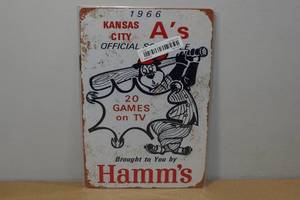 1966
KANSAS A's
CITY
OFFICIAL
20
GAMES
on TV
Brought to You by
Hamm's